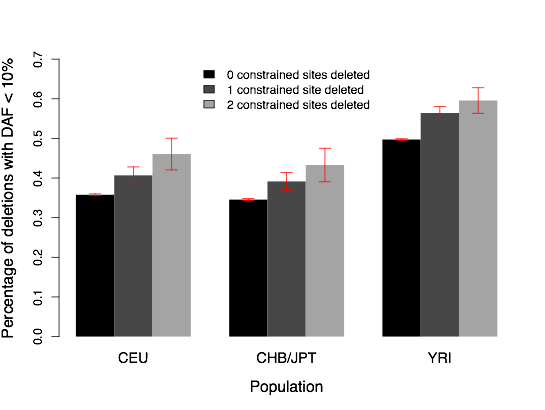 Percentage of deletions with DAF < 10%
0.7
0.6
0.5
0.4
0.3
0.2
0.1
0.0
0 constrained sites deleted
1 constrained site deleted
2 constrained sites deleted
CEU
CHB/JPT
YRI
Population